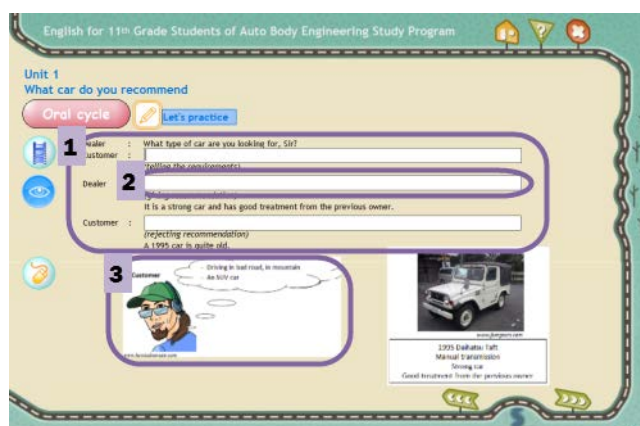 English for 11th Grade Students of Auto Body Engineering Study Program
Unit 1
What car do you recommend
Oral cycle
Let's practice
1
Dealer : What type of car are you looking for, Sir?
Customer :
(telling the requirements)
Dealer
2
(giving recommendation)
It is a strong car and has good treatment from the previous owner.
Customer :
(rejecting recommendation)
A 1995 car is quite old.
3
Customer
- Driving in bad road, in mountain
- An SUV car
1995 Daihatsu Taft
Manual transmission
Strong car
Good treatment from the previous owner